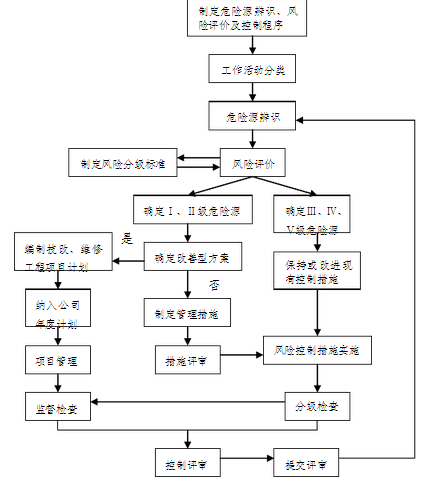 制定危险源辨识、风
险评价及控制程序
工作活动分类
危险源辨识
制定风险分级标准
风险评价
确定Ⅰ、Ⅱ级危险源
确定Ⅲ、Ⅳ、
Ⅴ级危险源
是
编制技改、维修
工程项目计划
确定改善型方案
保持或改进现
有控制措施
否
纳入公司
年度计划
制定管理措施
项目管理
措施评审
风险控制措施实施
监督检查
分级检查
控制评审
提交评审